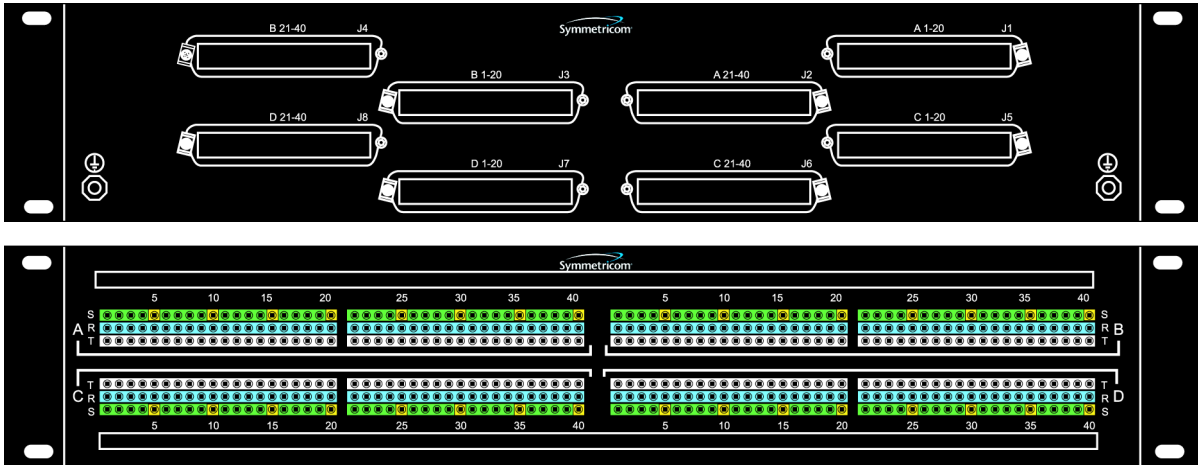 Symmetricom
B 21-40 J4
A 1-20 J1
B 1-20 J3
A 21-40 J2
D 21-40 J8
C 1-20 J5
D 1-20 J7
C 21-40 J6
Symmetricom
5 10 15 20 25 30 35 40 5 10 15 20 25 30 35 40
S S
A R R B
T T
T T
C R R D
S S
5 10 15 20 25 30 35 40 5 10 15 20 25 30 35 40